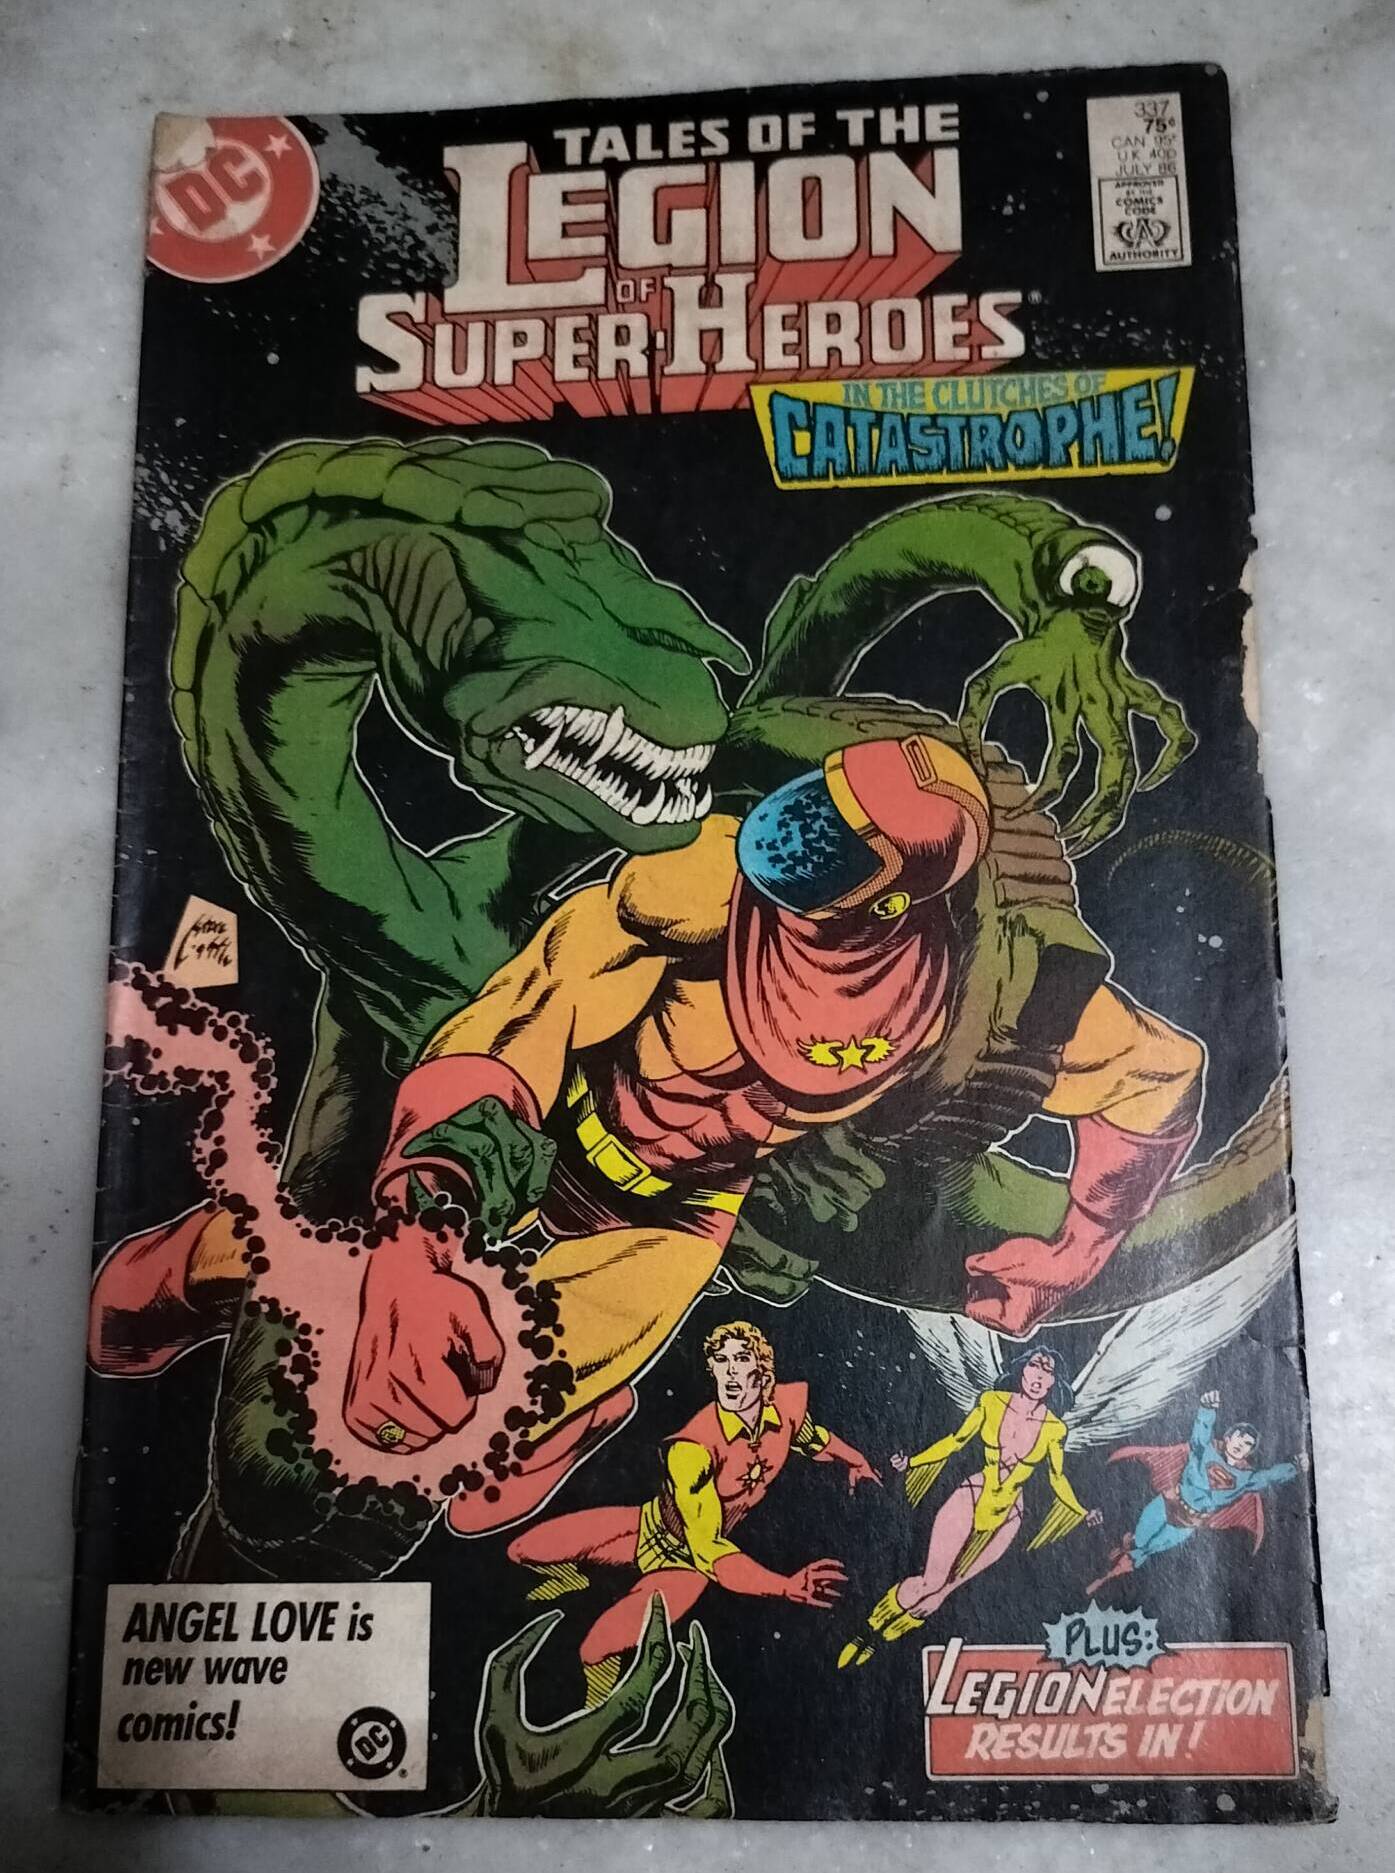 DC
TALES OF THE
LEGION
OF
SUPER-HEROES®
337
75¢
CAN. 95¢
U.K. 40p
JULY 86
APPROVED
BY THE
COMICS
CODE
A
AUTHORITY
IN THE CLUTCHES OF
CATASTROPHE!
STEVE
LIGHTLE
ANGEL LOVE is
new wave
comics!
DC®
PLUS:
LEGION ELECTION
RESULTS IN!